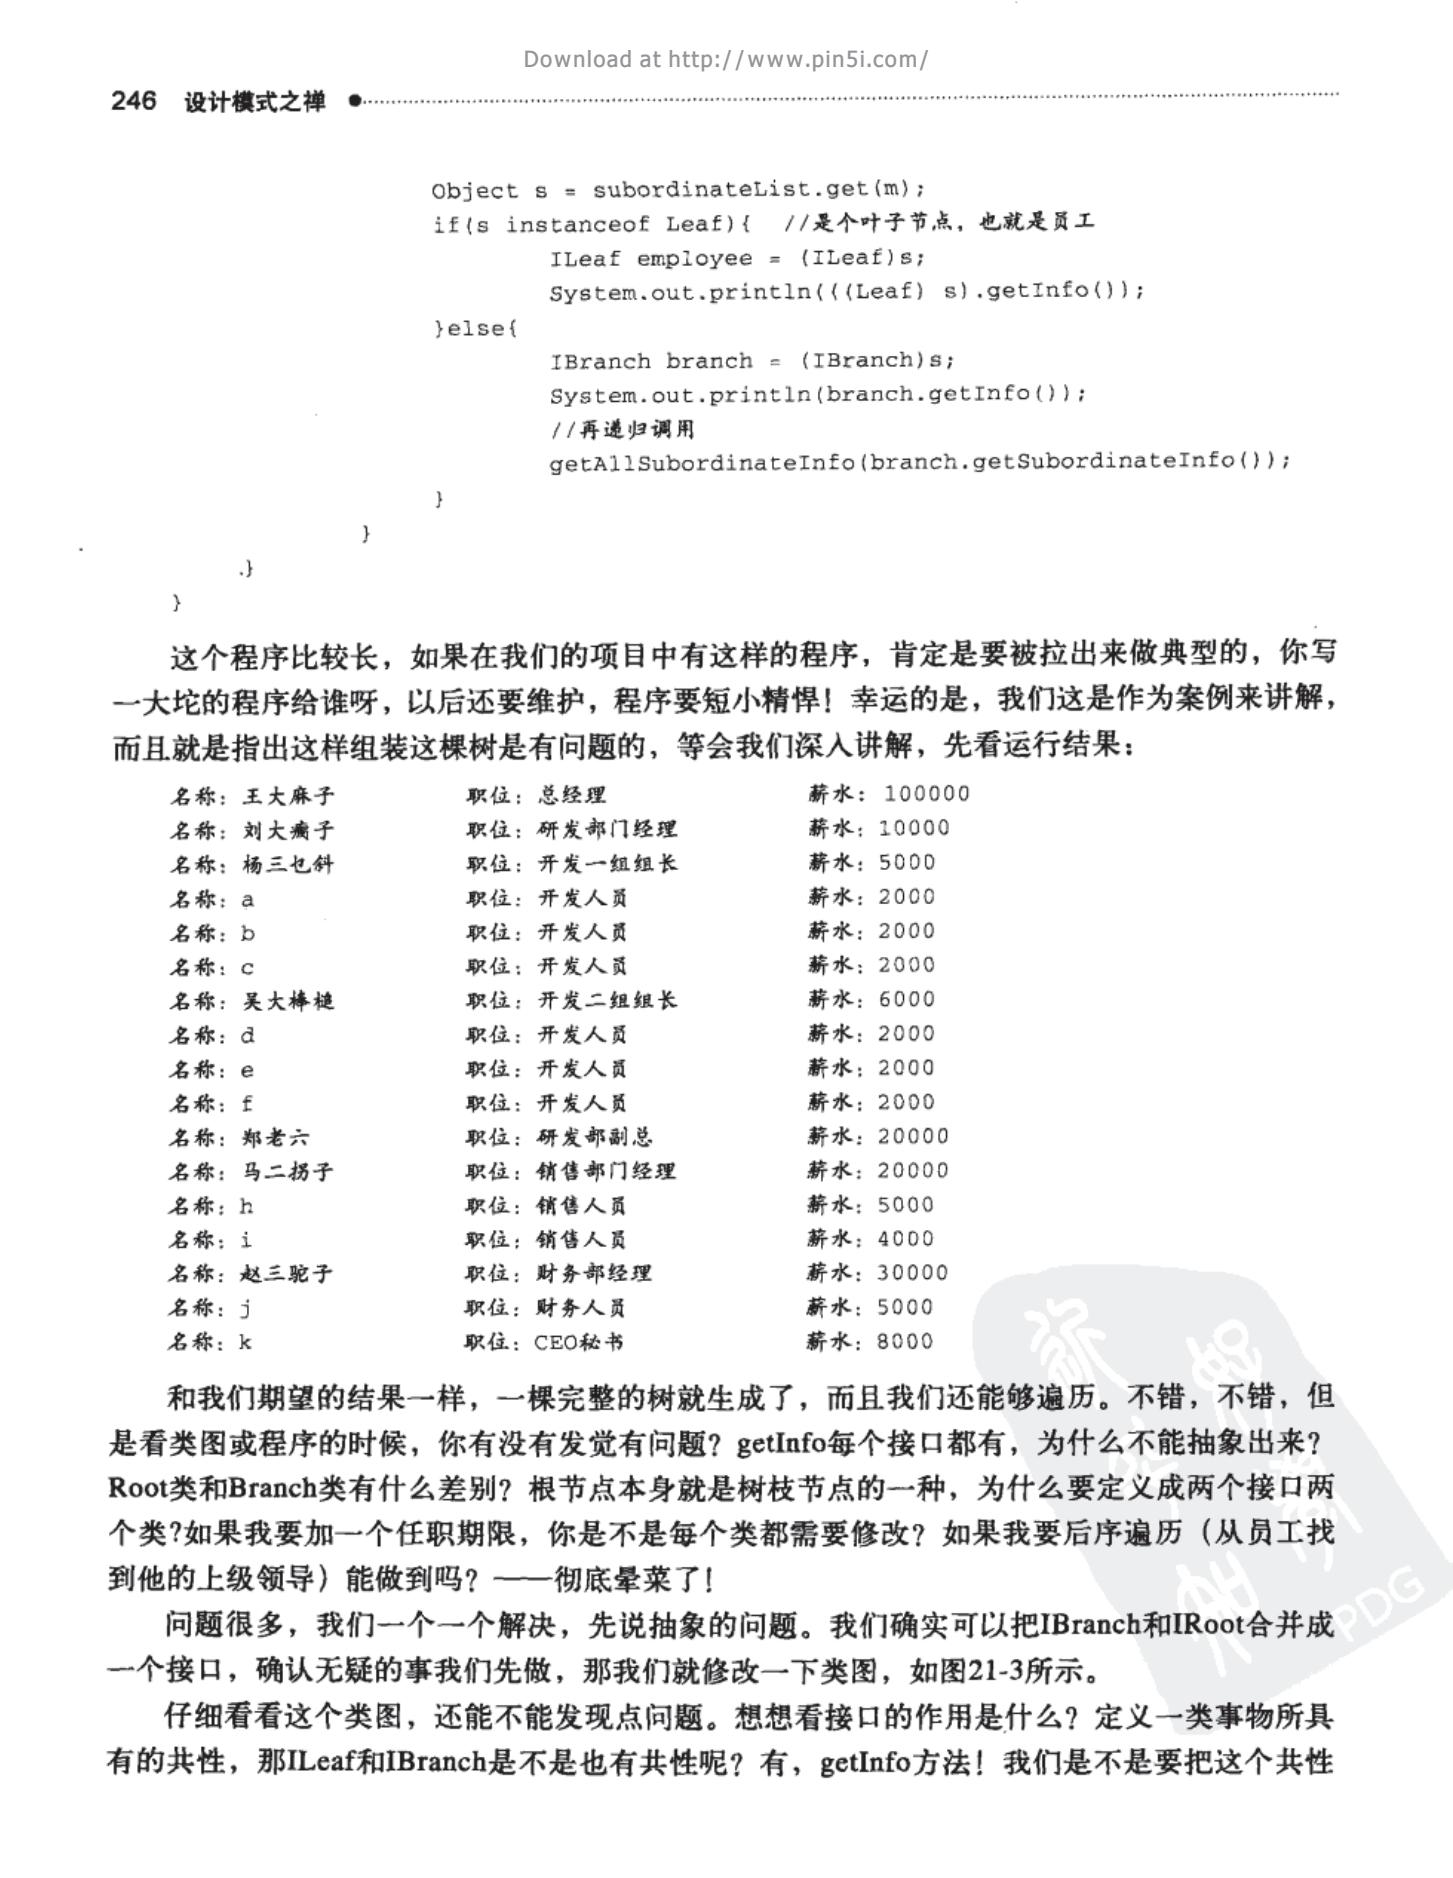 Download at http://www.pin5i.com/
246 设计模式之禅
Object s = subordinateList.get(m);
if(s instanceof Leaf){ //是个叶子节点，也就是员工
ILeaf employee = (ILeaf)s;
System.out.println(((Leaf) s).getInfo());
}else{
IBranch branch = (IBranch)s;
System.out.println(branch.getInfo());
//再递归调用
getAllSubordinateInfo(branch.getSubordinateInfo());
}
}
}
}
这个程序比较长，如果在我们的项目中有这样的程序，肯定是要被拉出来做典型的，你写
一大坨的程序给谁呀，以后还要维护，程序要短小精悍！幸运的是，我们这是作为案例来讲解，
而且就是指出这样组装这棵树是有问题的，等会我们深入讲解，先看运行结果：
名称：王大麻子 职位：总经理 薪水： 100000
名称：刘大瘸子 职位：研发部门经理 薪水：10000
名称：杨三乜斜 职位：开发一组组长 薪水：5000
名称：a 职位：开发人员 薪水：2000
名称：b 职位：开发人员 薪水：2000
名称：c 职位：开发人员 薪水：2000
名称：吴大棒槌 职位：开发二组组长 薪水：6000
名称：d 职位：开发人员 薪水：2000
名称：e 职位：开发人员 薪水：2000
名称：f 职位：开发人员 薪水：2000
名称：郑老六 职位：研发部副总 薪水：20000
名称：马二拐子 职位：销售部门经理 薪水：20000
名称：h 职位：销售人员 薪水：5000
名称：i 职位：销售人员 薪水：4000
名称：赵三驼子 职位：财务部经理 薪水：30000
名称：j 职位：财务人员 薪水：5000
名称：k 职位：CEO秘书 薪水：8000
和我们期望的结果一样，一棵完整的树就生成了，而且我们还能够遍历。不错，不错，但
是看类图或程序的时候，你有没有发觉有问题？getInfo每个接口都有，为什么不能抽象出来？
Root类和Branch类有什么差别？根节点本身就是树枝节点的一种，为什么要定义成两个接口两
个类?如果我要加一个任职期限，你是不是每个类都需要修改？如果我要后序遍历（从员工找
到他的上级领导）能做到吗？——彻底晕菜了！
问题很多，我们一个一个解决，先说抽象的问题。我们确实可以把IBranch和IRoot合并成
一个接口，确认无疑的事我们先做，那我们就修改一下类图，如图21-3所示。
仔细看看这个类图，还能不能发现点问题。想想看接口的作用是什么？定义一类事物所具
有的共性，那ILeaf和IBranch是不是也有共性呢？有，getInfo方法！我们是不是要把这个共性
PDG